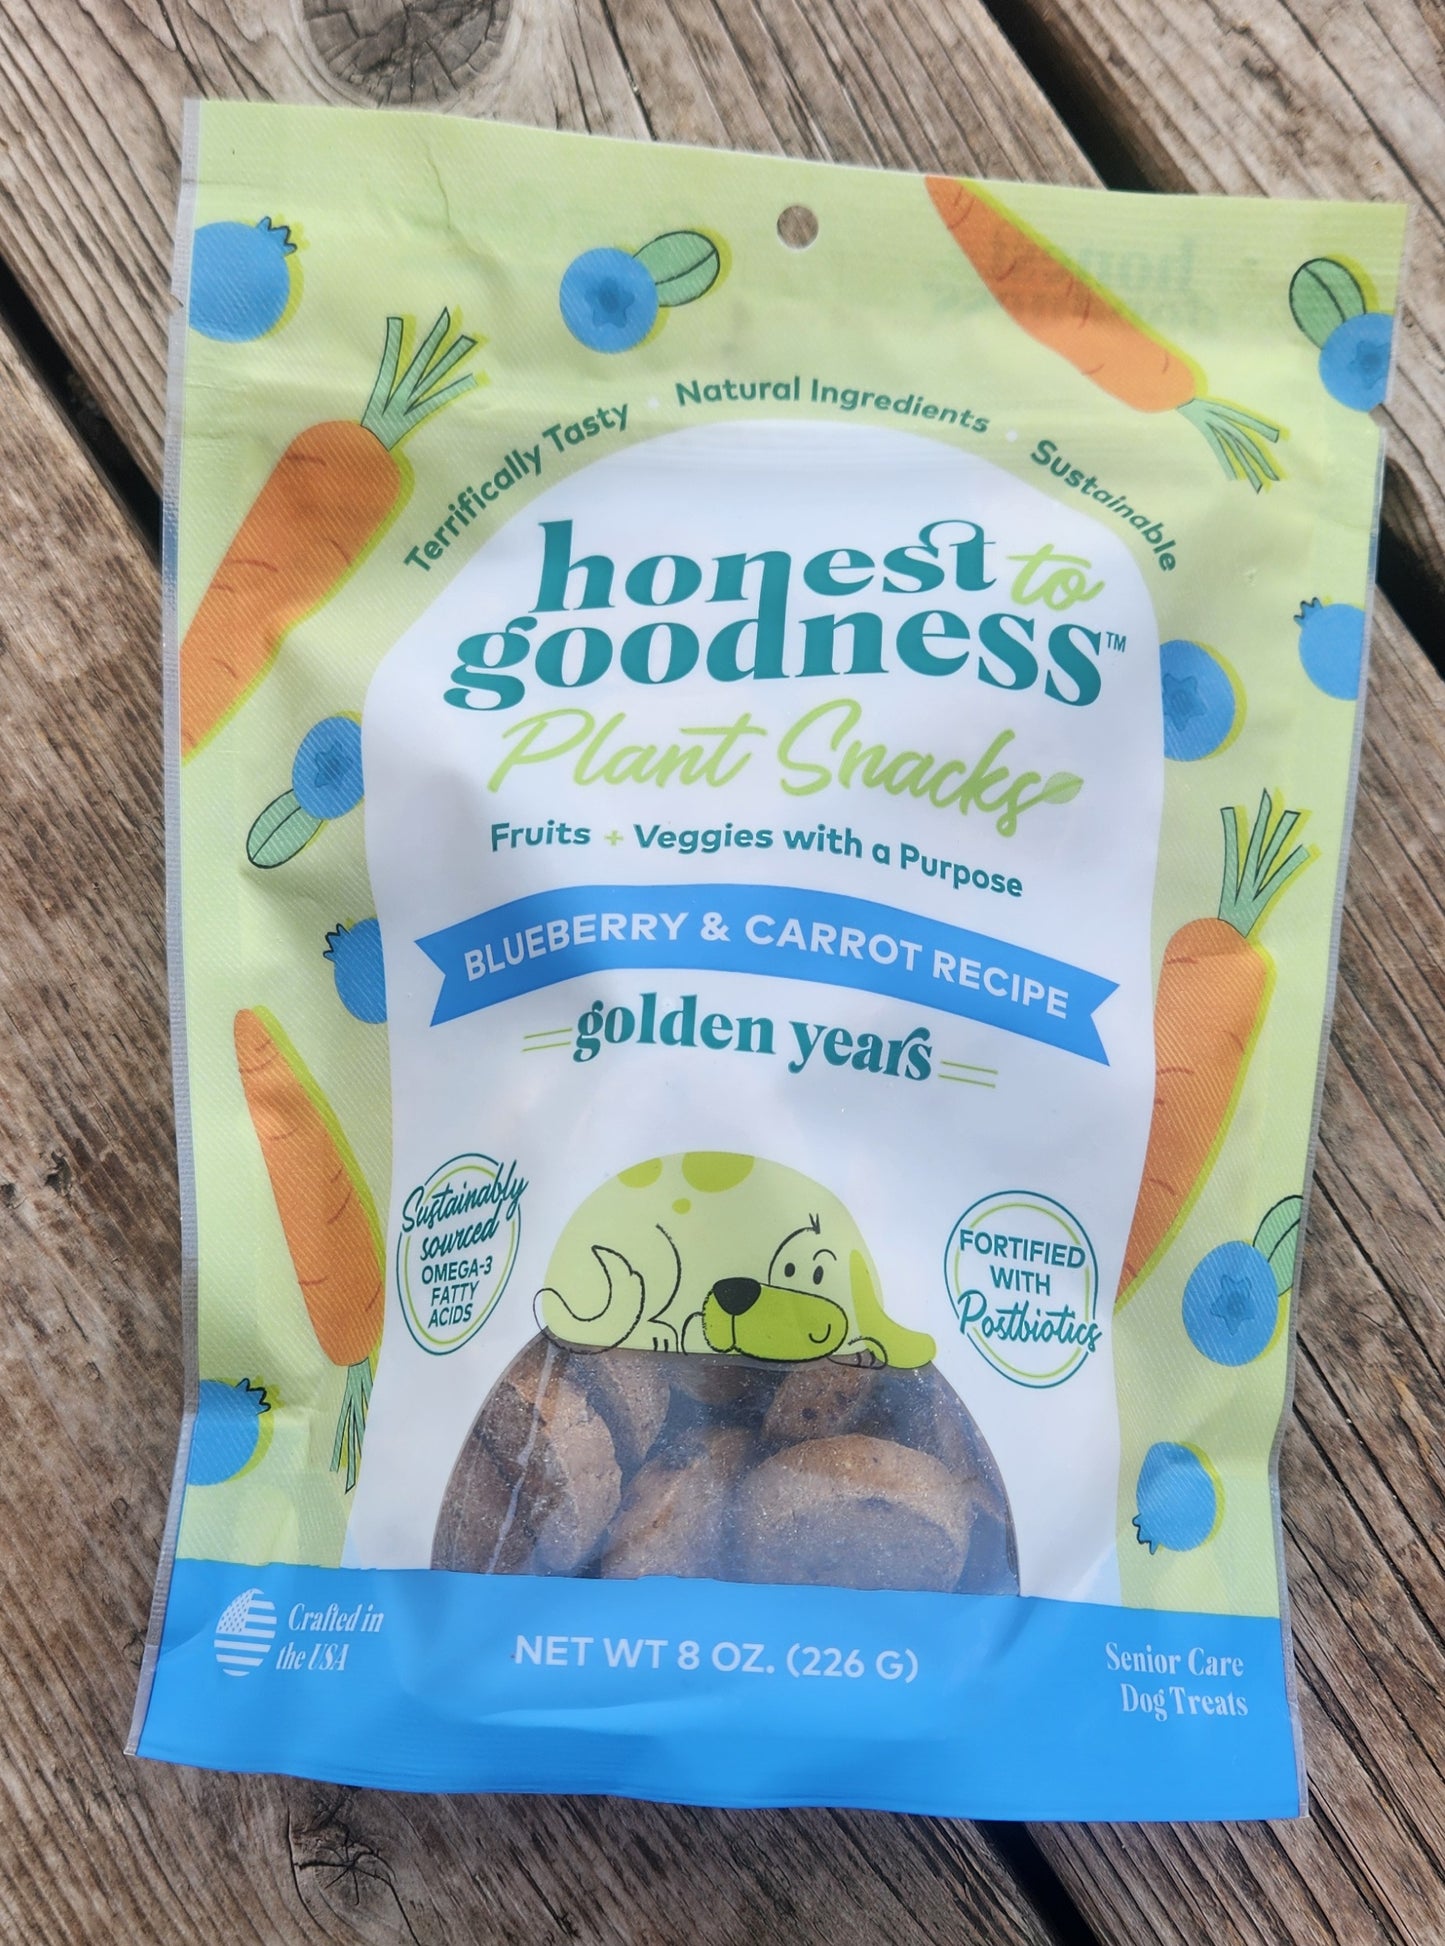 Terrifically Tasty • Natural Ingredients • Sustainable
honest to
goodness™
Plant Snacks
Fruits + Veggies with a Purpose
BLUEBERRY & CARROT RECIPE
golden years
Sustainably
sourced
OMEGA-3
FATTY
ACIDS
FORTIFIED
WITH
Postbiotics
Crafted in
the USA
NET WT 8 OZ. (226 G)
Senior Care
Dog Treats